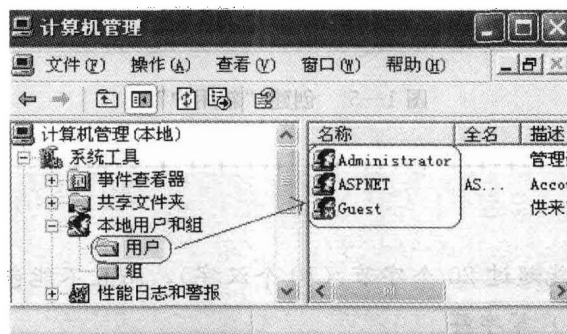 计算机管理
文件(F) 操作(A) 查看(V) 窗口(W) 帮助(H)
计算机管理(本地)
系统工具
事件查看器
共享文件夹
本地用户和组
用户
组
性能日志和警报
名称 全名 描述
Administrator 管理
ASPNET AS... Accou
Guest 供来